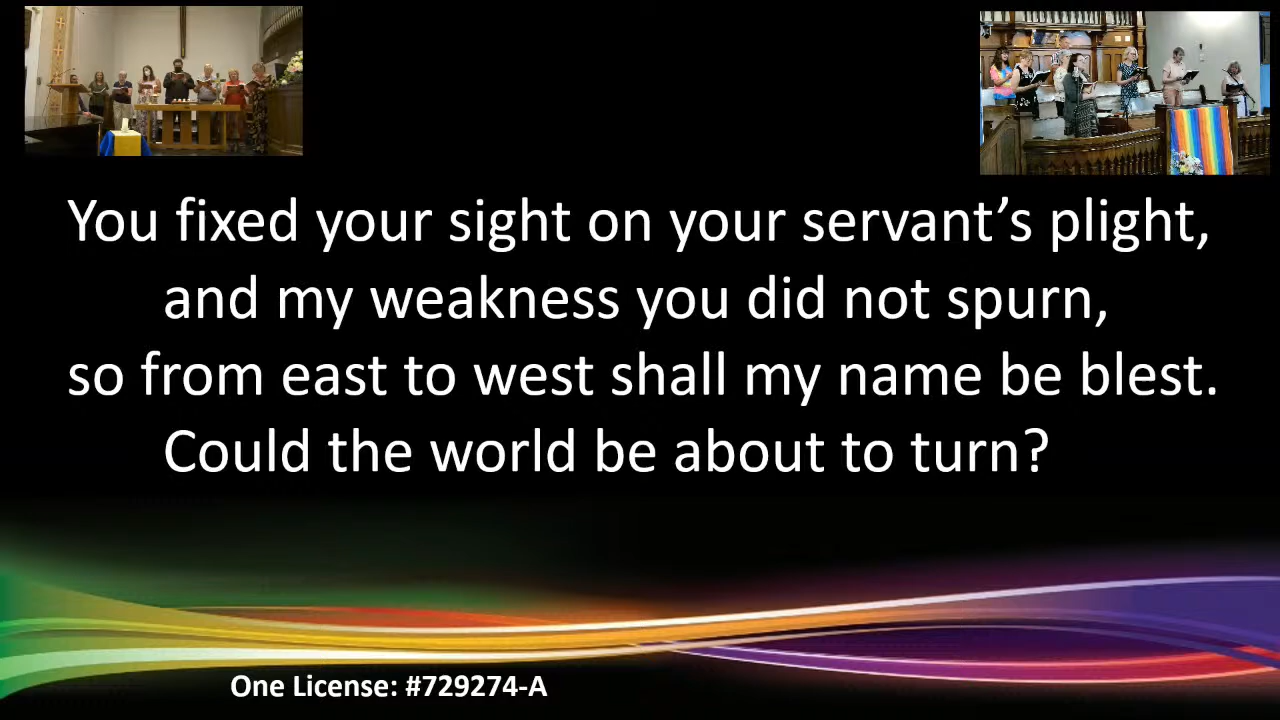 You fixed your sight on your servant’s plight,
and my weakness you did not spurn,
so from east to west shall my name be blest.
Could the world be about to turn?
One License: #729274-A